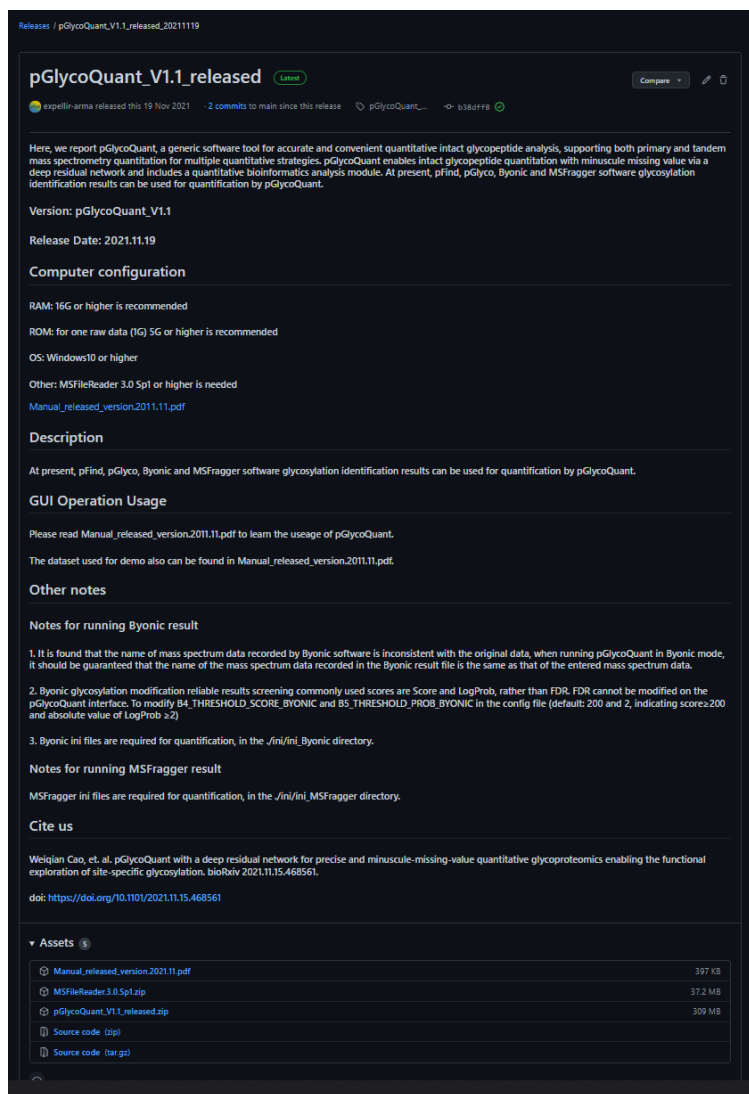 Releases / pGlycoQuant_V1.1_released_20211119
pGlycoQuant_V1.1_released Latest Compare
expellir-arma released this 19 Nov 2021 · 2 commits to main since this release pGlycoQuant_... b38dff8
Here, we report pGlycoQuant, a generic software tool for accurate and convenient quantitative intact glycopeptide analysis, supporting both primary and tandem
mass spectrometry quantitation for multiple quantitative strategies. pGlycoQuant enables intact glycopeptide quantitation with minuscule missing value via a
deep residual network and includes a quantitative bioinformatics analysis module. At present, pFind, pGlyco, Byonic and MSFragger software glycosylation
identification results can be used for quantification by pGlycoQuant.
Version: pGlycoQuant_V1.1
Release Date: 2021.11.19
Computer configuration
RAM: 16G or higher is recommended
ROM: for one raw data (1G) 5G or higher is recommended
OS: Windows10 or higher
Other: MSFileReader 3.0 Sp1 or higher is needed
Manual_released_version.2011.11.pdf
Description
At present, pFind, pGlyco, Byonic and MSFragger software glycosylation identification results can be used for quantification by pGlycoQuant.
GUI Operation Usage
Please read Manual_released_version.2011.11.pdf to learn the useage of pGlycoQuant.
The dataset used for demo also can be found in Manual_released_version.2011.11.pdf.
Other notes
Notes for running Byonic result
1. It is found that the name of mass spectrum data recorded by Byonic software is inconsistent with the original data, when running pGlycoQuant in Byonic mode,
it should be guaranteed that the name of the mass spectrum data recorded in the Byonic result file is the same as that of the entered mass spectrum data.
2. Byonic glycosylation modification reliable results screening commonly used scores are Score and LogProb, rather than FDR. FDR cannot be modified on the
pGlycoQuant interface. To modify B4_THRESHOLD_SCORE_BYONIC and B5_THRESHOLD_PROB_BYONIC in the config file (default: 200 and 2, indicating score≥200
and absolute value of LogProb ≥2)
3. Byonic ini files are required for quantification, in the ./ini/ini_Byonic directory.
Notes for running MSFragger result
MSFragger ini files are required for quantification, in the ./ini/ini_MSFragger directory.
Cite us
Weiqian Cao, et. al. pGlycoQuant with a deep residual network for precise and minuscule-missing-value quantitative glycoproteomics enabling the functional
exploration of site-specific glycosylation. bioRxiv 2021.11.15.468561.
doi: https://doi.org/10.1101/2021.11.15.468561
Assets 5
Manual_released_version.2021.11.pdf 397 KB
MSFileReader.3.0.Sp1.zip 37.2 MB
pGlycoQuant_V1.1_released.zip 309 MB
Source code (zip)
Source code (tar.gz)